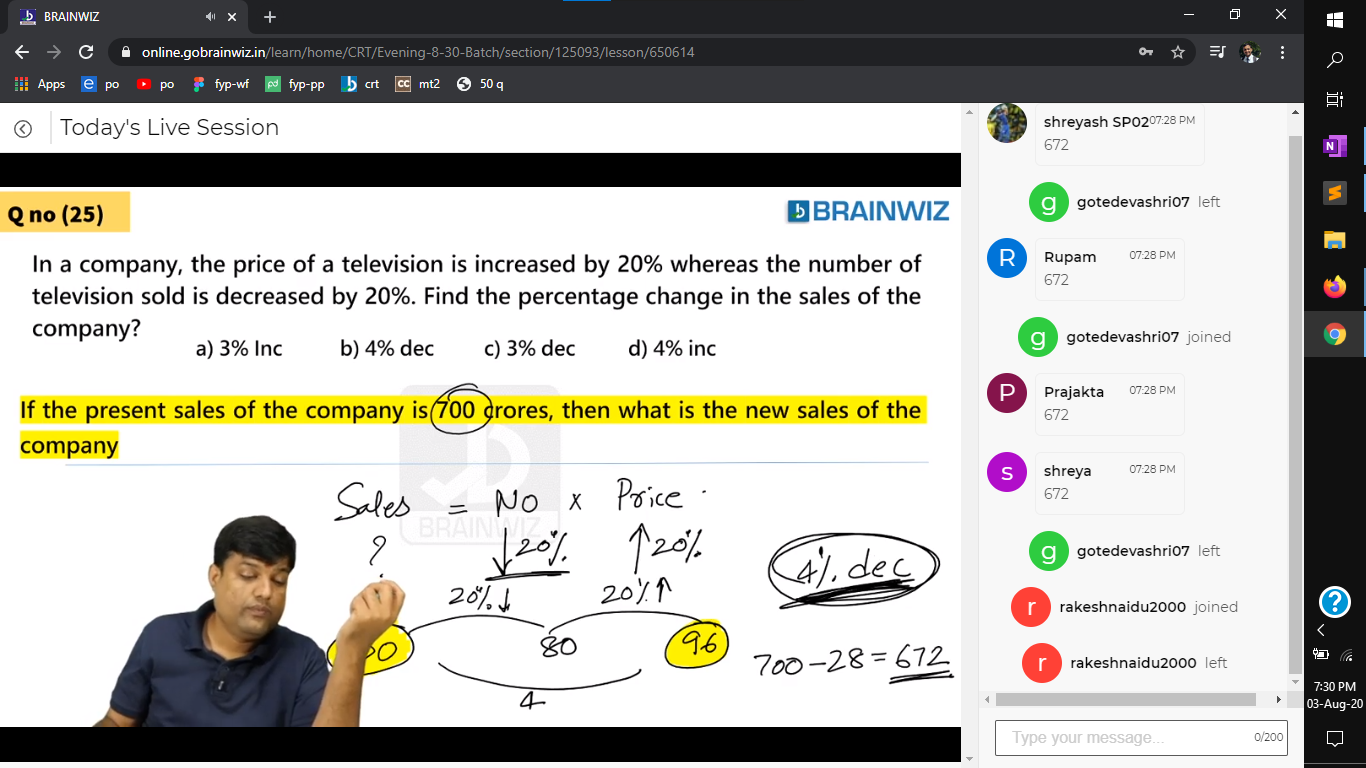 BRAINWIZ
online.gobrainwiz.in/learn/home/CRT/Evening-8-30-Batch/section/125093/lesson/650614
Apps po po fyp-wf fyp-pp crt CC mt2 50 q
Today's Live Session
Q no (25)
BRAINWIZ
In a company, the price of a television is increased by 20% whereas the number of
television sold is decreased by 20%. Find the percentage change in the sales of the
company?
a) 3% Inc b) 4% dec c) 3% dec d) 4% inc
If the present sales of the company is 700 crores, then what is the new sales of the
company
Sales = No x Price
? ↓20% ↑20%
20%↓ 20%↑
80 96
4
4% dec
700 - 28 = 672
BRAINWIZ
shreyash SP02 07:28 PM
672
g gotedevashri07 left
R Rupam 07:28 PM
672
g gotedevashri07 joined
P Prajakta 07:28 PM
672
s shreya 07:28 PM
672
g gotedevashri07 left
r rakeshnaidu2000 joined
r rakeshnaidu2000 left
Type your message... 0/200
N
7:30 PM
03-Aug-20